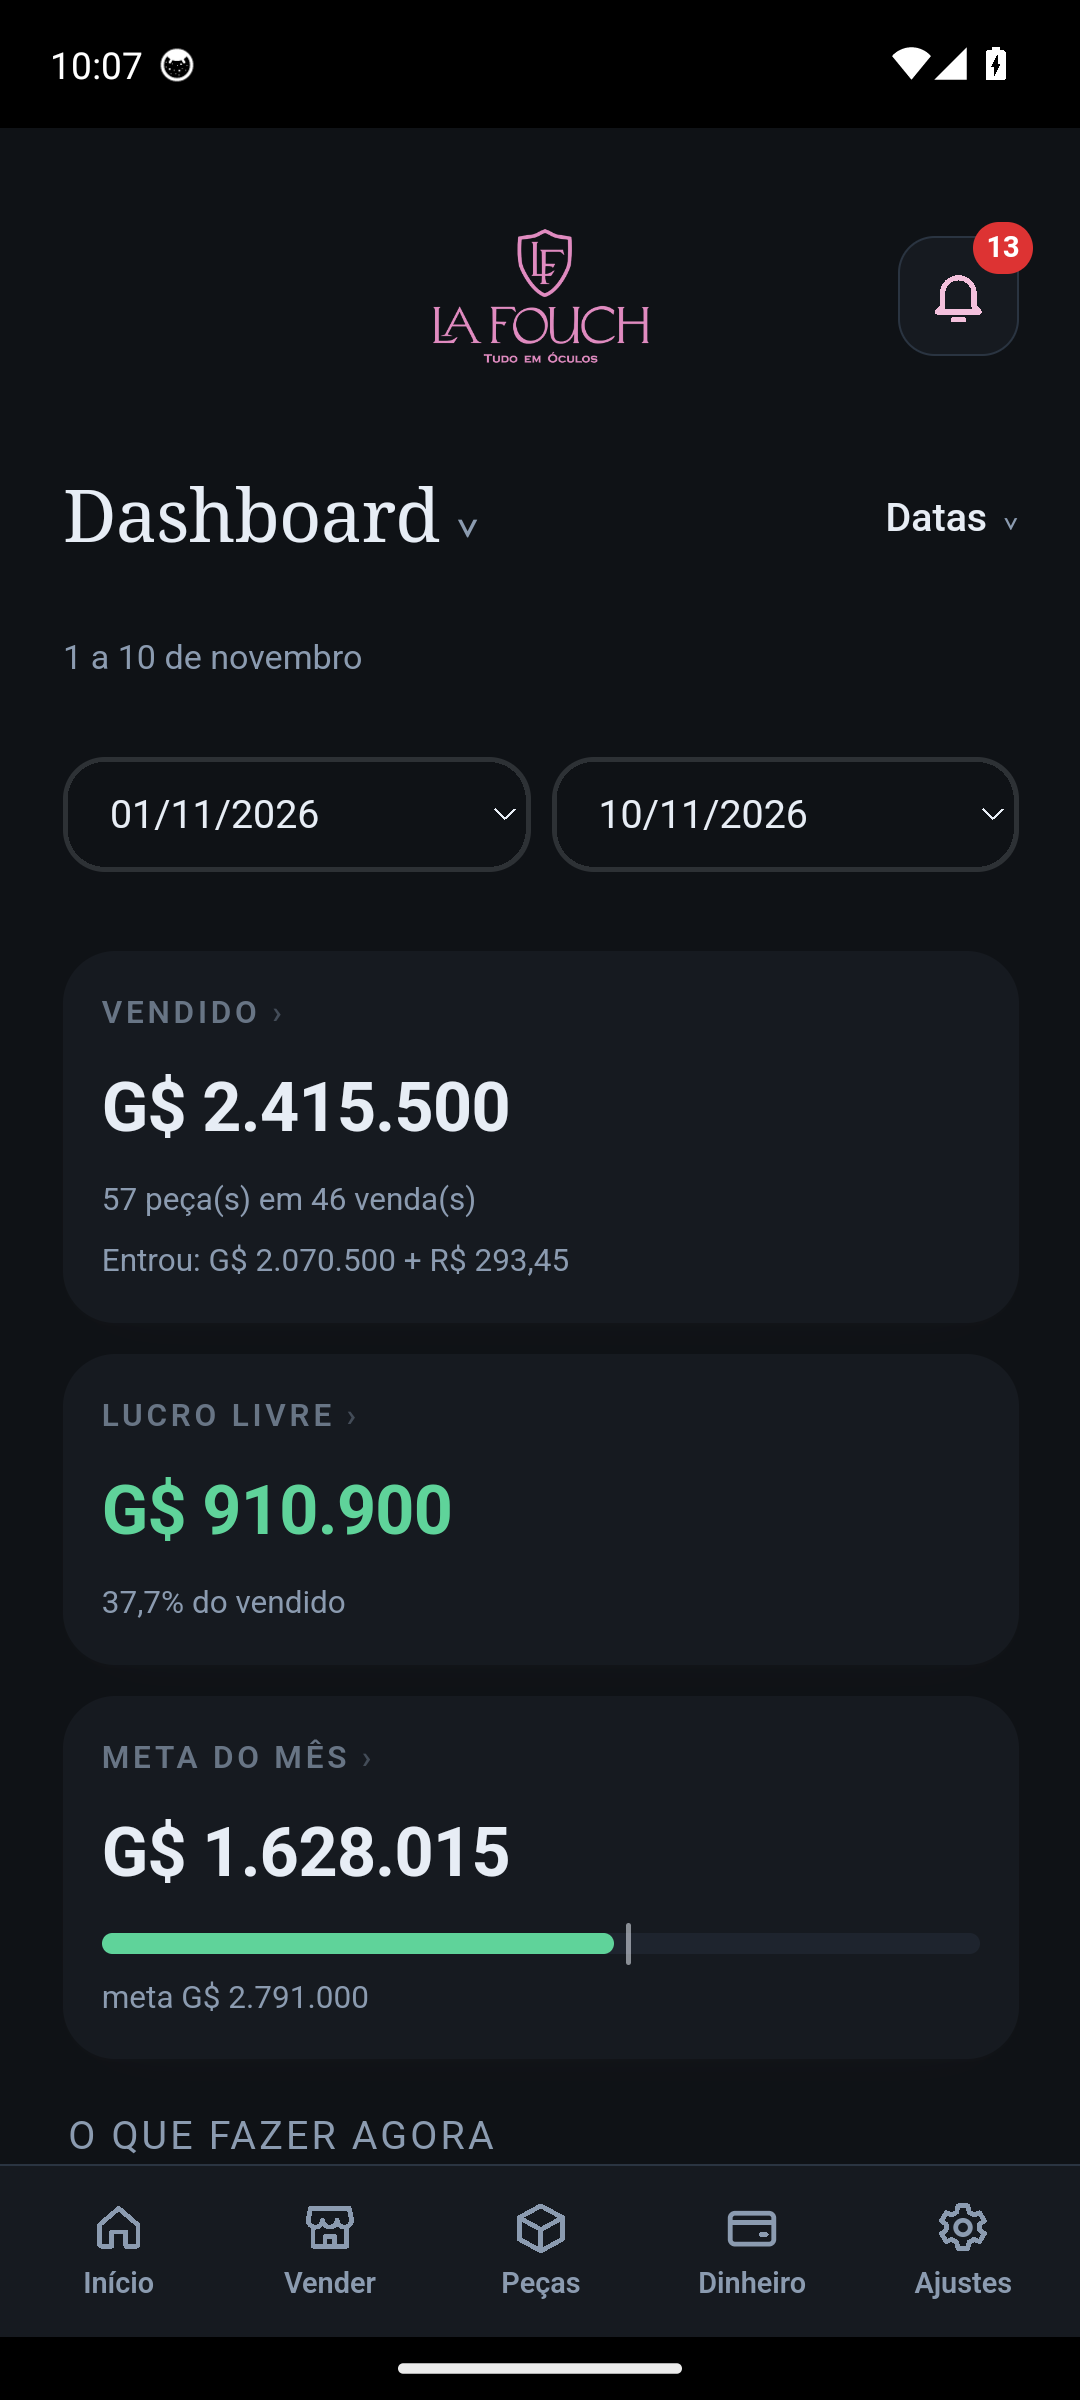 10:07
13
LF
LA FOUCH
TUDO EM ÓCULOS
Dashboard
Datas
1 a 10 de novembro
01/11/2026
10/11/2026
VENDIDO ›
G$ 2.415.500
57 peça(s) em 46 venda(s)
Entrou: G$ 2.070.500 + R$ 293,45
LUCRO LIVRE ›
G$ 910.900
37,7% do vendido
META DO MÊS ›
G$ 1.628.015
meta G$ 2.791.000
O QUE FAZER AGORA
Início
Vender
Peças
Dinheiro
Ajustes